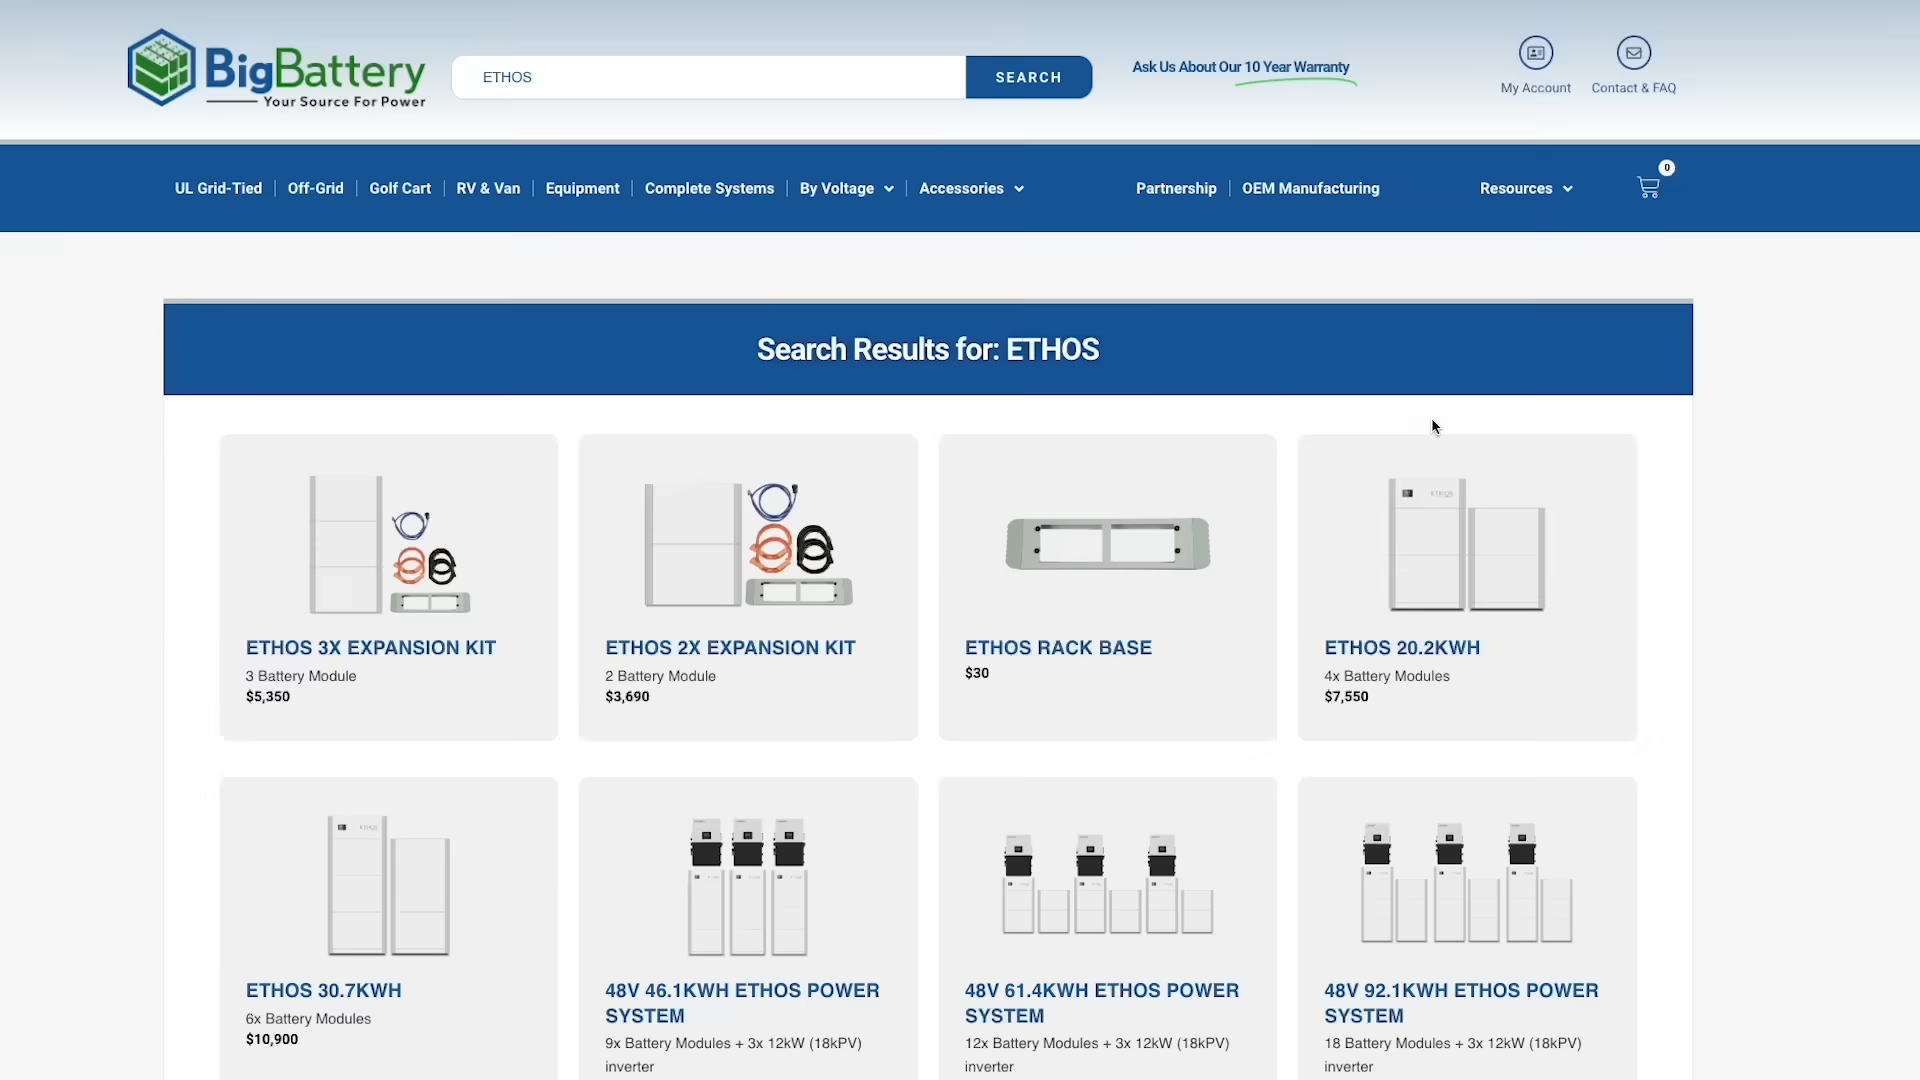 BigBattery
Your Source For Power
ETHOS
SEARCH
Ask Us About Our 10 Year Warranty
My Account
Contact & FAQ
UL Grid-Tied
Off-Grid
Golf Cart
RV & Van
Equipment
Complete Systems
By Voltage
Accessories
Partnership
OEM Manufacturing
Resources
0
Search Results for: ETHOS
ETHOS 3X EXPANSION KIT
3 Battery Module
$5,350
ETHOS 2X EXPANSION KIT
2 Battery Module
$3,690
ETHOS RACK BASE
$30
ETHOS
ETHOS 20.2KWH
4x Battery Modules
$7,550
ETHOS
ETHOS 30.7KWH
6x Battery Modules
$10,900
48V 46.1KWH ETHOS POWER
SYSTEM
9x Battery Modules + 3x 12kW (18kPV)
inverter
48V 61.4KWH ETHOS POWER
SYSTEM
12x Battery Modules + 3x 12kW (18kPV)
inverter
48V 92.1KWH ETHOS POWER
SYSTEM
18 Battery Modules + 3x 12kW (18kPV)
inverter